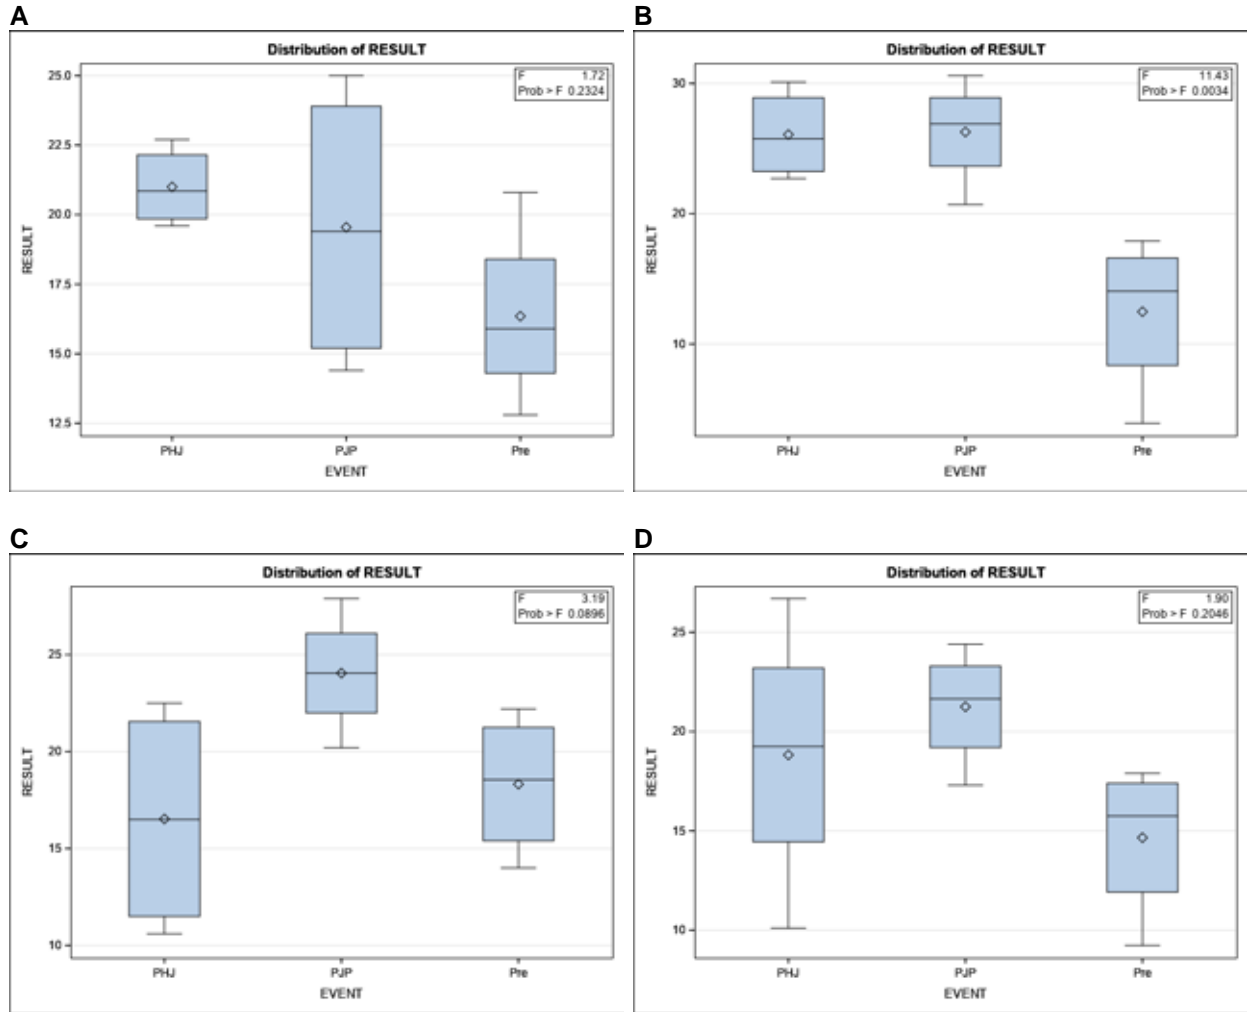 A
Distribution of RESULT
F 1.72
Prob > F 0.2324
25.0
22.5
20.0
17.5
15.0
12.5
RESULT
PHJ PJP Pre
EVENT
B
Distribution of RESULT
F 11.43
Prob > F 0.0034
30
20
10
RESULT
PHJ PJP Pre
EVENT
C
Distribution of RESULT
F 3.19
Prob > F 0.0896
25
20
15
10
RESULT
PHJ PJP Pre
EVENT
D
Distribution of RESULT
F 1.90
Prob > F 0.2046
25
20
15
10
RESULT
PHJ PJP Pre
EVENT